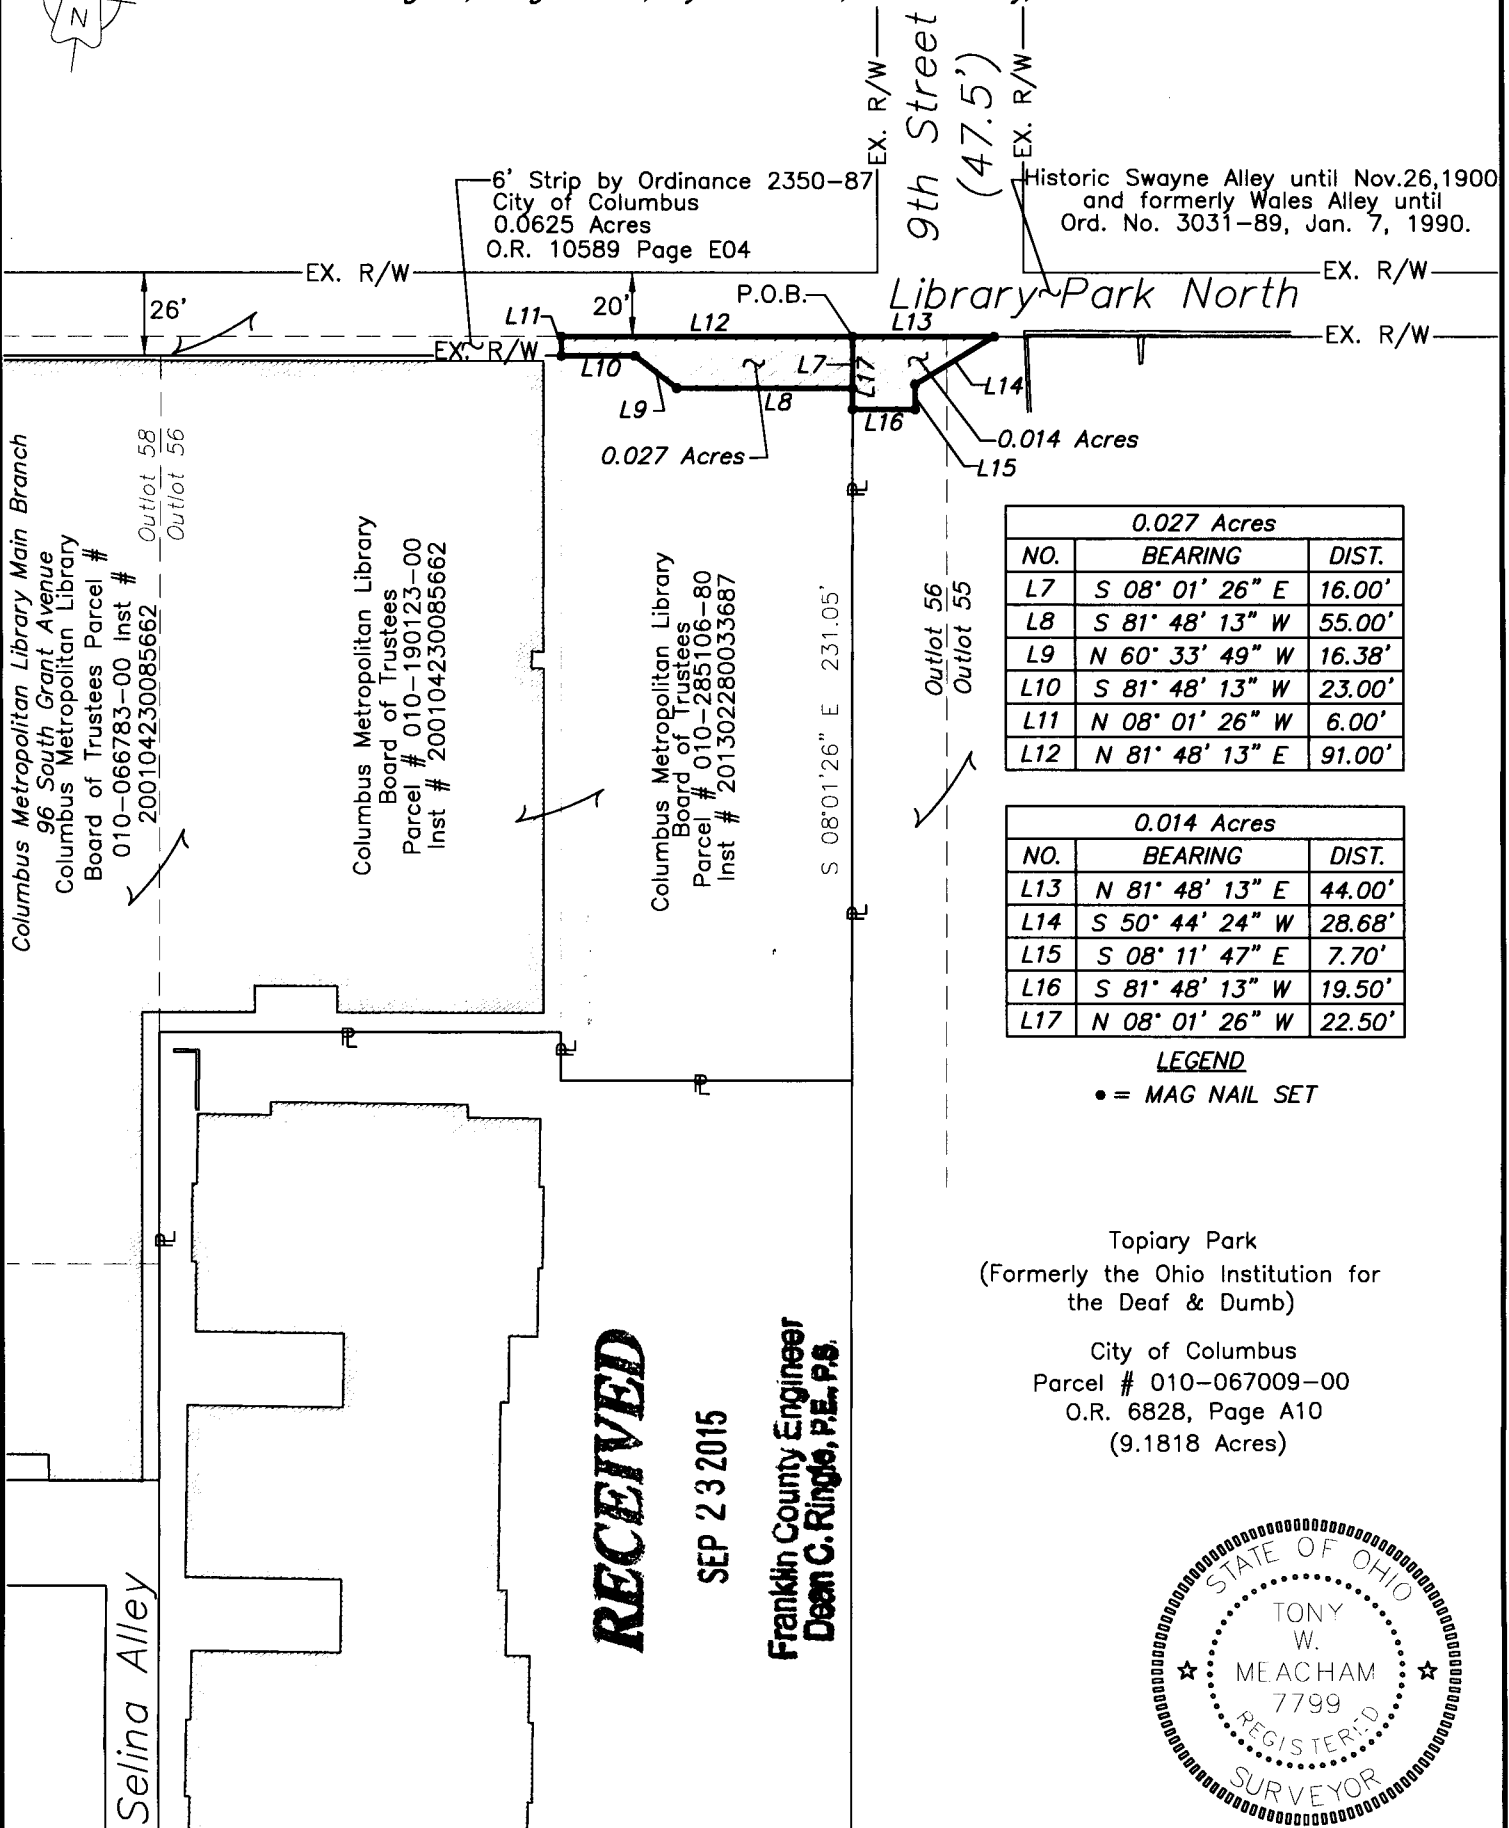 N
EX. R/W
9th Street
(47.5')
EX. R/W
6' Strip by Ordinance 2350-87
City of Columbus
0.0625 Acres
O.R. 10589 Page E04
Historic Swayne Alley until Nov.26,1900
and formerly Wales Alley until
Ord. No. 3031-89, Jan. 7, 1990.
EX. R/W
EX. R/W
26'
20'
P.O.B.
Library Park North
L11
L12
L13
EX. R/W
EX. R/W
L10
L7
L17
L14
L9
L8
L16
0.027 Acres
0.014 Acres
L15
Columbus Metropolitan Library Main Branch
96 South Grant Avenue
Columbus Metropolitan Library
Board of Trustees Parcel #
010-066783-00 Inst #
200104230085662
Outlot 58
Outlot 56
Columbus Metropolitan Library
Board of Trustees
Parcel # 010-190123-00
Inst # 200104230085662
Columbus Metropolitan Library
Board of Trustees
Parcel # 010-285106-80
Inst # 201302280033687
S 08°01'26" E 231.05'
Outlot 56
Outlot 55
PL
PL
PL
PL
PL
PL
0.027 Acres
NO. BEARING DIST.
L7 S 08° 01' 26" E 16.00'
L8 S 81° 48' 13" W 55.00'
L9 N 60° 33' 49" W 16.38'
L10 S 81° 48' 13" W 23.00'
L11 N 08° 01' 26" W 6.00'
L12 N 81° 48' 13" E 91.00'
0.014 Acres
NO. BEARING DIST.
L13 N 81° 48' 13" E 44.00'
L14 S 50° 44' 24" W 28.68'
L15 S 08° 11' 47" E 7.70'
L16 S 81° 48' 13" W 19.50'
L17 N 08° 01' 26" W 22.50'
LEGEND
● = MAG NAIL SET
Topiary Park
(Formerly the Ohio Institution for
the Deaf & Dumb)
City of Columbus
Parcel # 010-067009-00
O.R. 6828, Page A10
(9.1818 Acres)
Selina Alley
RECEIVED
SEP 23 2015
Franklin County Engineer
Dean C. Ringle, P.E., P.S.
STATE OF OHIO
TONY
W.
MEACHAM
7799
REGISTERED
SURVEYOR